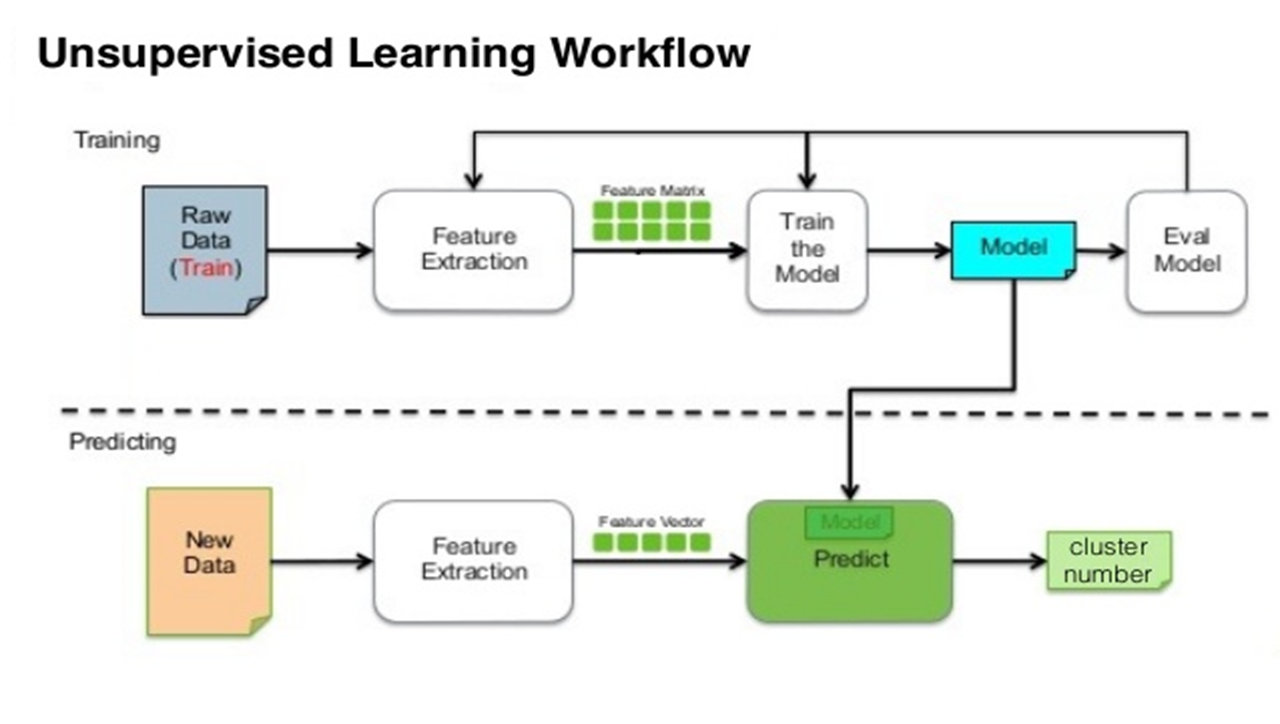 Unsupervised Learning Workflow
Training
Raw
Data
(Train)
Feature
Extraction
Feature Matrix
Train
the
Model
Model
Eval
Model
Predicting
New
Data
Feature
Extraction
Feature Vector
Model
Predict
cluster
number